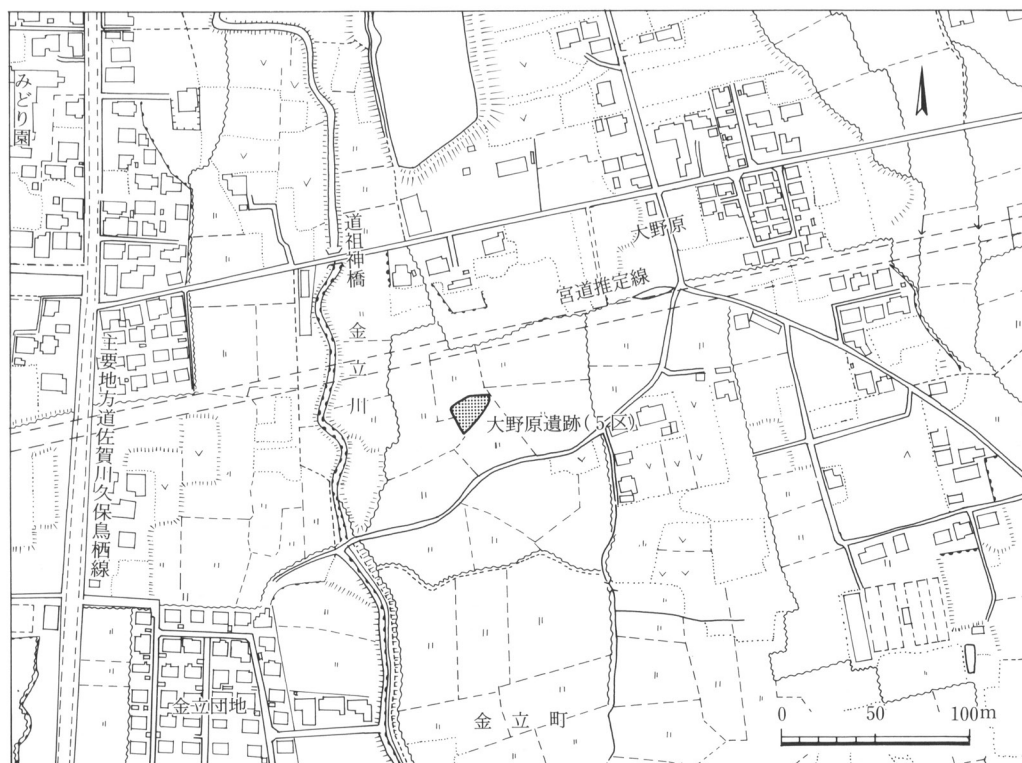 みどり園
道祖神橋
大野原
宮道推定線
金立川
主要地方道佐賀川久保鳥栖線
大野原遺跡(5区)
金立団地
金立町
0 50 100m